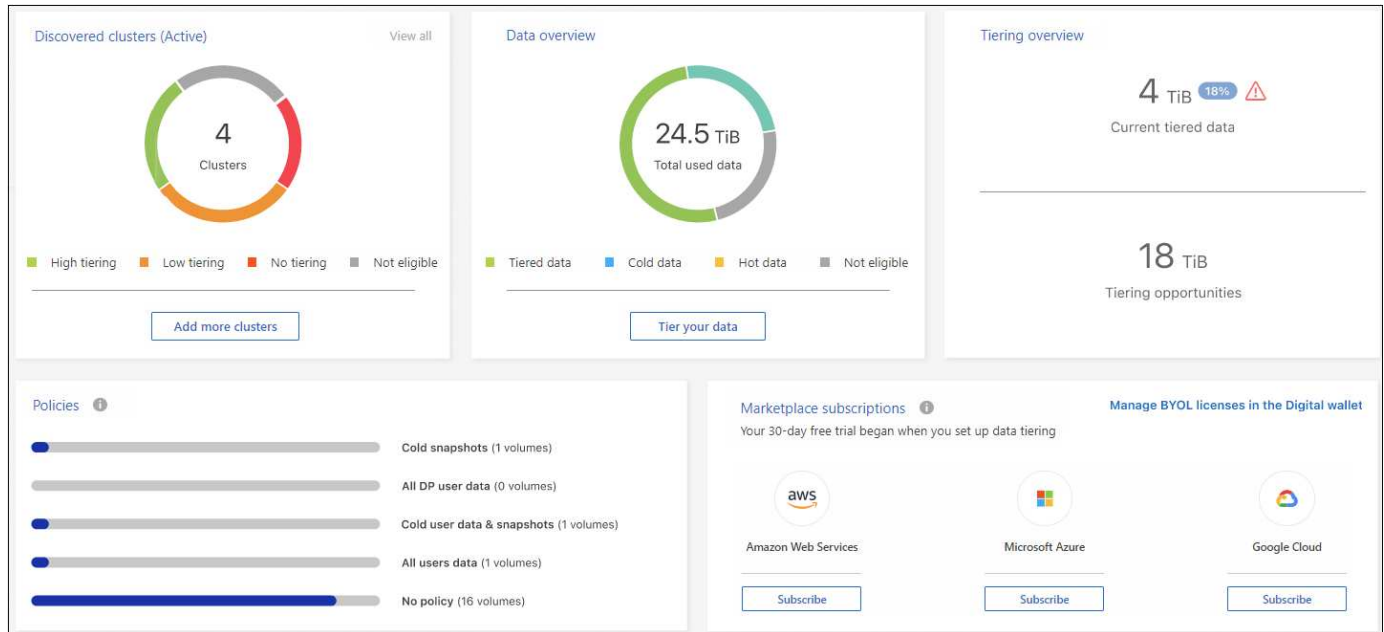 Discovered clusters (Active)
View all
4
Clusters
High tiering
Low tiering
No tiering
Not eligible
Add more clusters
Data overview
24.5 TiB
Total used data
Tiered data
Cold data
Hot data
Not eligible
Tier your data
Tiering overview
4 TiB 18%
Current tiered data
18 TiB
Tiering opportunities
Policies
Cold snapshots (1 volumes)
All DP user data (0 volumes)
Cold user data & snapshots (1 volumes)
All users data (1 volumes)
No policy (16 volumes)
Marketplace subscriptions
Manage BYOL licenses in the Digital wallet
Your 30-day free trial began when you set up data tiering
aws
Amazon Web Services
Subscribe
Microsoft Azure
Subscribe
Google Cloud
Subscribe